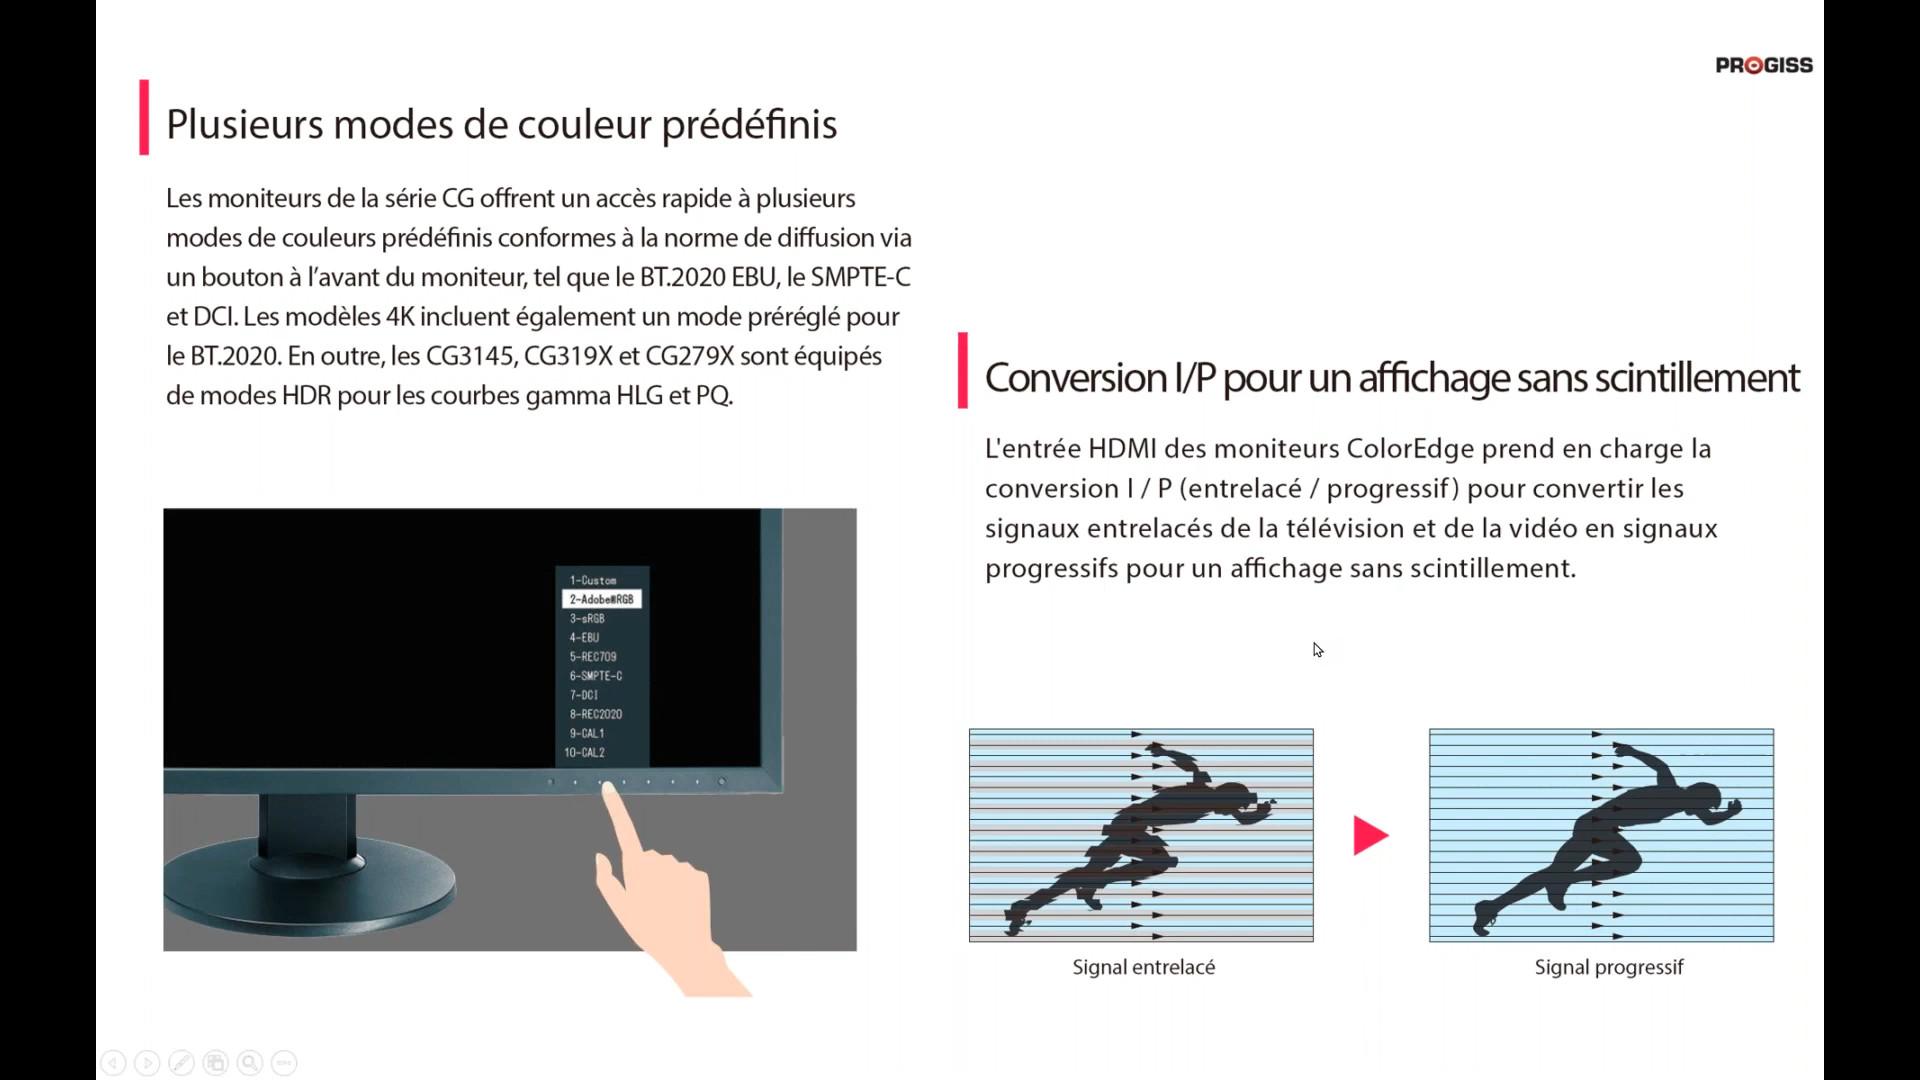 PROGISS
Plusieurs modes de couleur prédéfinis
Les moniteurs de la série CG offrent un accès rapide à plusieurs
modes de couleurs prédéfinis conformes à la norme de diffusion via
un bouton à l’avant du moniteur, tel que le BT.2020 EBU, le SMPTE-C
et DCI. Les modèles 4K incluent également un mode préréglé pour
le BT.2020. En outre, les CG3145, CG319X et CG279X sont équipés
de modes HDR pour les courbes gamma HLG et PQ.
1-Custom
2-Adobe®RGB
3-sRGB
4-EBU
5-REC709
6-SMPTE-C
7-DCI
8-REC2020
9-CAL1
10-CAL2
Conversion I/P pour un affichage sans scintillement
L'entrée HDMI des moniteurs ColorEdge prend en charge la
conversion I / P (entrelacé / progressif) pour convertir les
signaux entrelacés de la télévision et de la vidéo en signaux
progressifs pour un affichage sans scintillement.
Signal entrelacé
Signal progressif